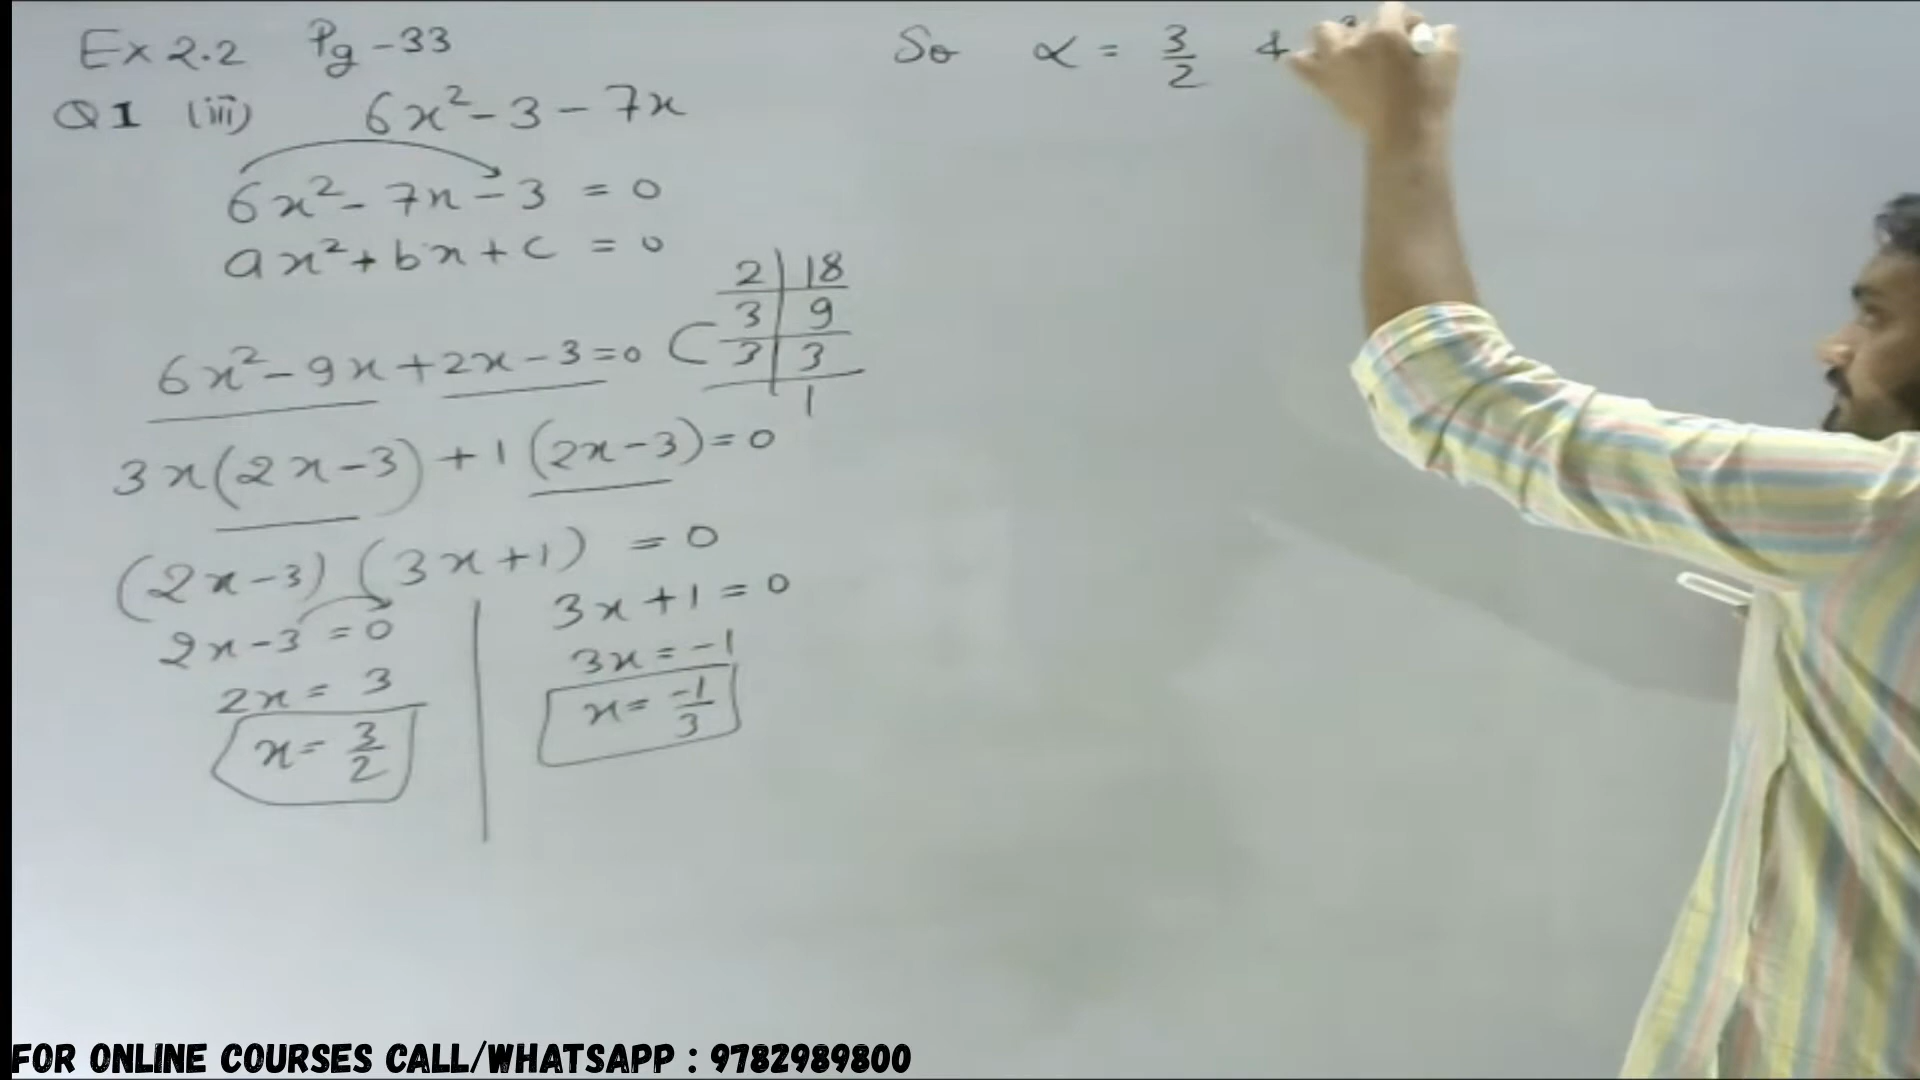 Ex 2.2 Pg - 33
Q1 (iii) 6x² - 3 - 7x
6x² - 7x - 3 = 0
ax² + bx + c = 0
6x² - 9x + 2x - 3 = 0
2 | 18
3 | 9
3 | 3
1
3x(2x - 3) + 1(2x - 3) = 0
(2x - 3) (3x + 1) = 0
2x - 3 = 0
2x = 3
x = 3/2
3x + 1 = 0
3x = -1
x = -1/3
So α = 3/2 &
FOR ONLINE COURSES CALL/WHATSAPP : 9782989800